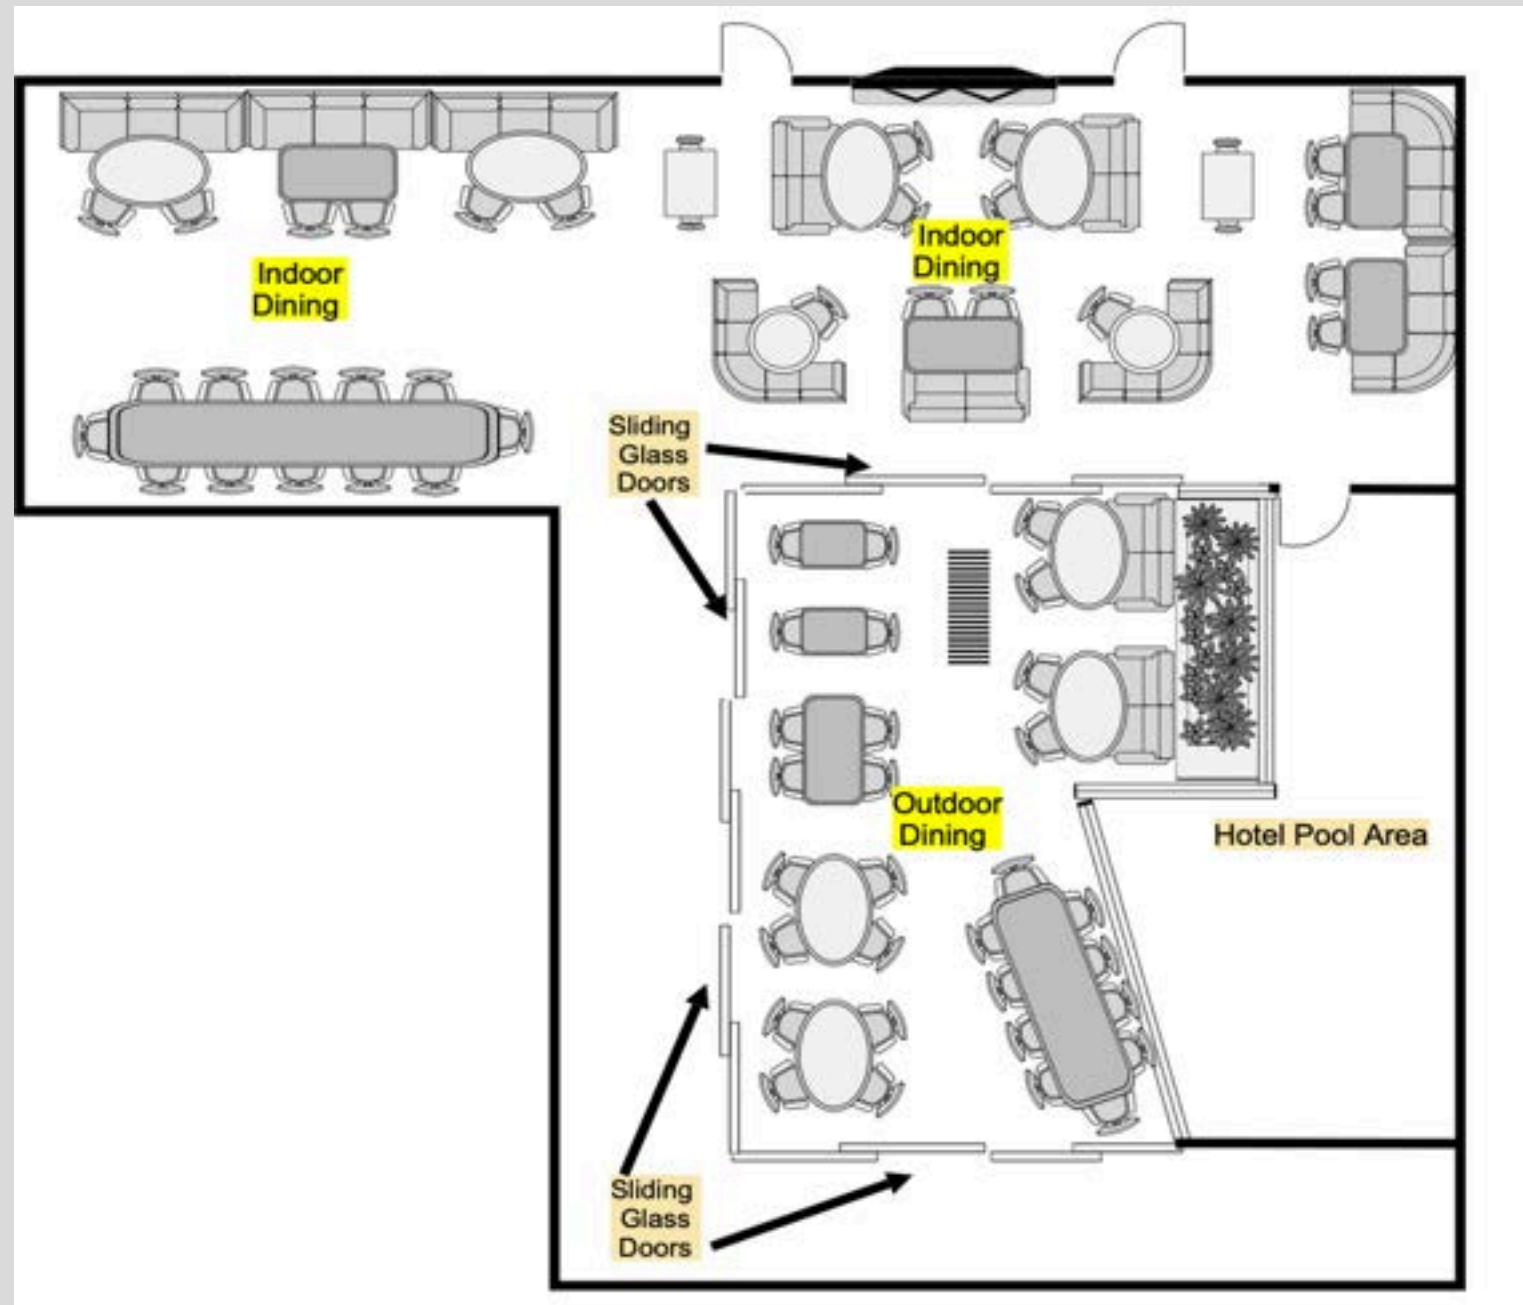 Indoor
Dining
Indoor
Dining
Sliding
Glass
Doors
Outdoor
Dining
Hotel Pool Area
Sliding
Glass
Doors